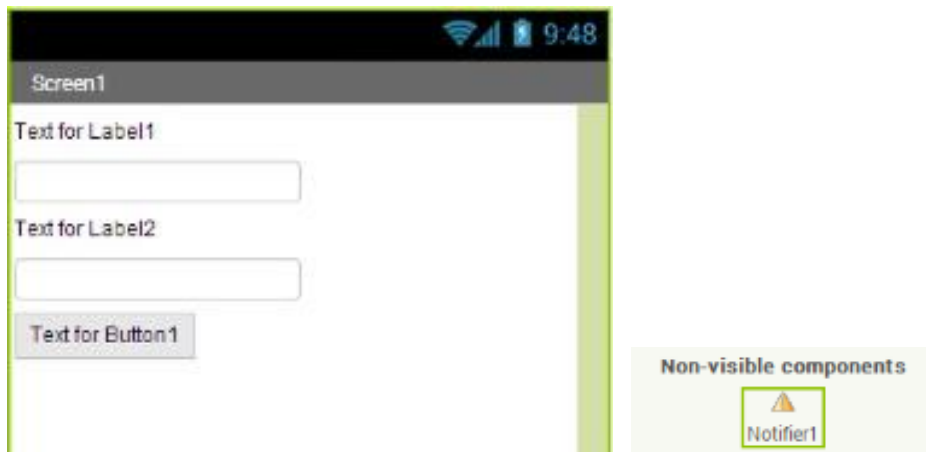 9:48
Screen1
Text for Label1
Text for Label2
Text for Button1
Non-visible components
Notifier1